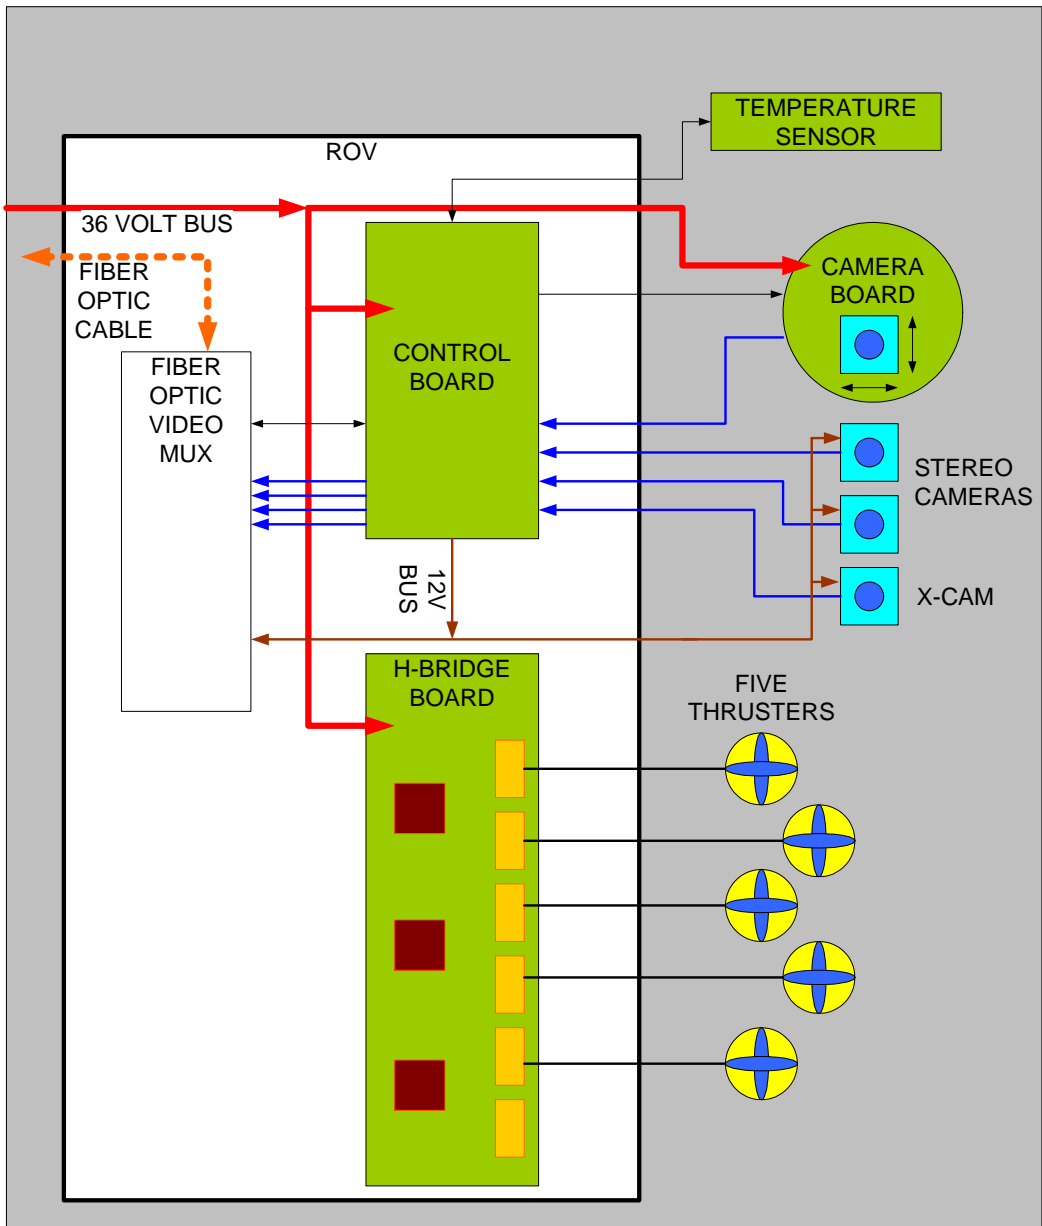 TEMPERATURE
SENSOR
ROV
36 VOLT BUS
FIBER
OPTIC
CABLE
CAMERA
BOARD
FIBER
OPTIC
VIDEO
MUX
CONTROL
BOARD
STEREO
CAMERAS
X-CAM
12V
BUS
H-BRIDGE
BOARD
FIVE
THRUSTERS